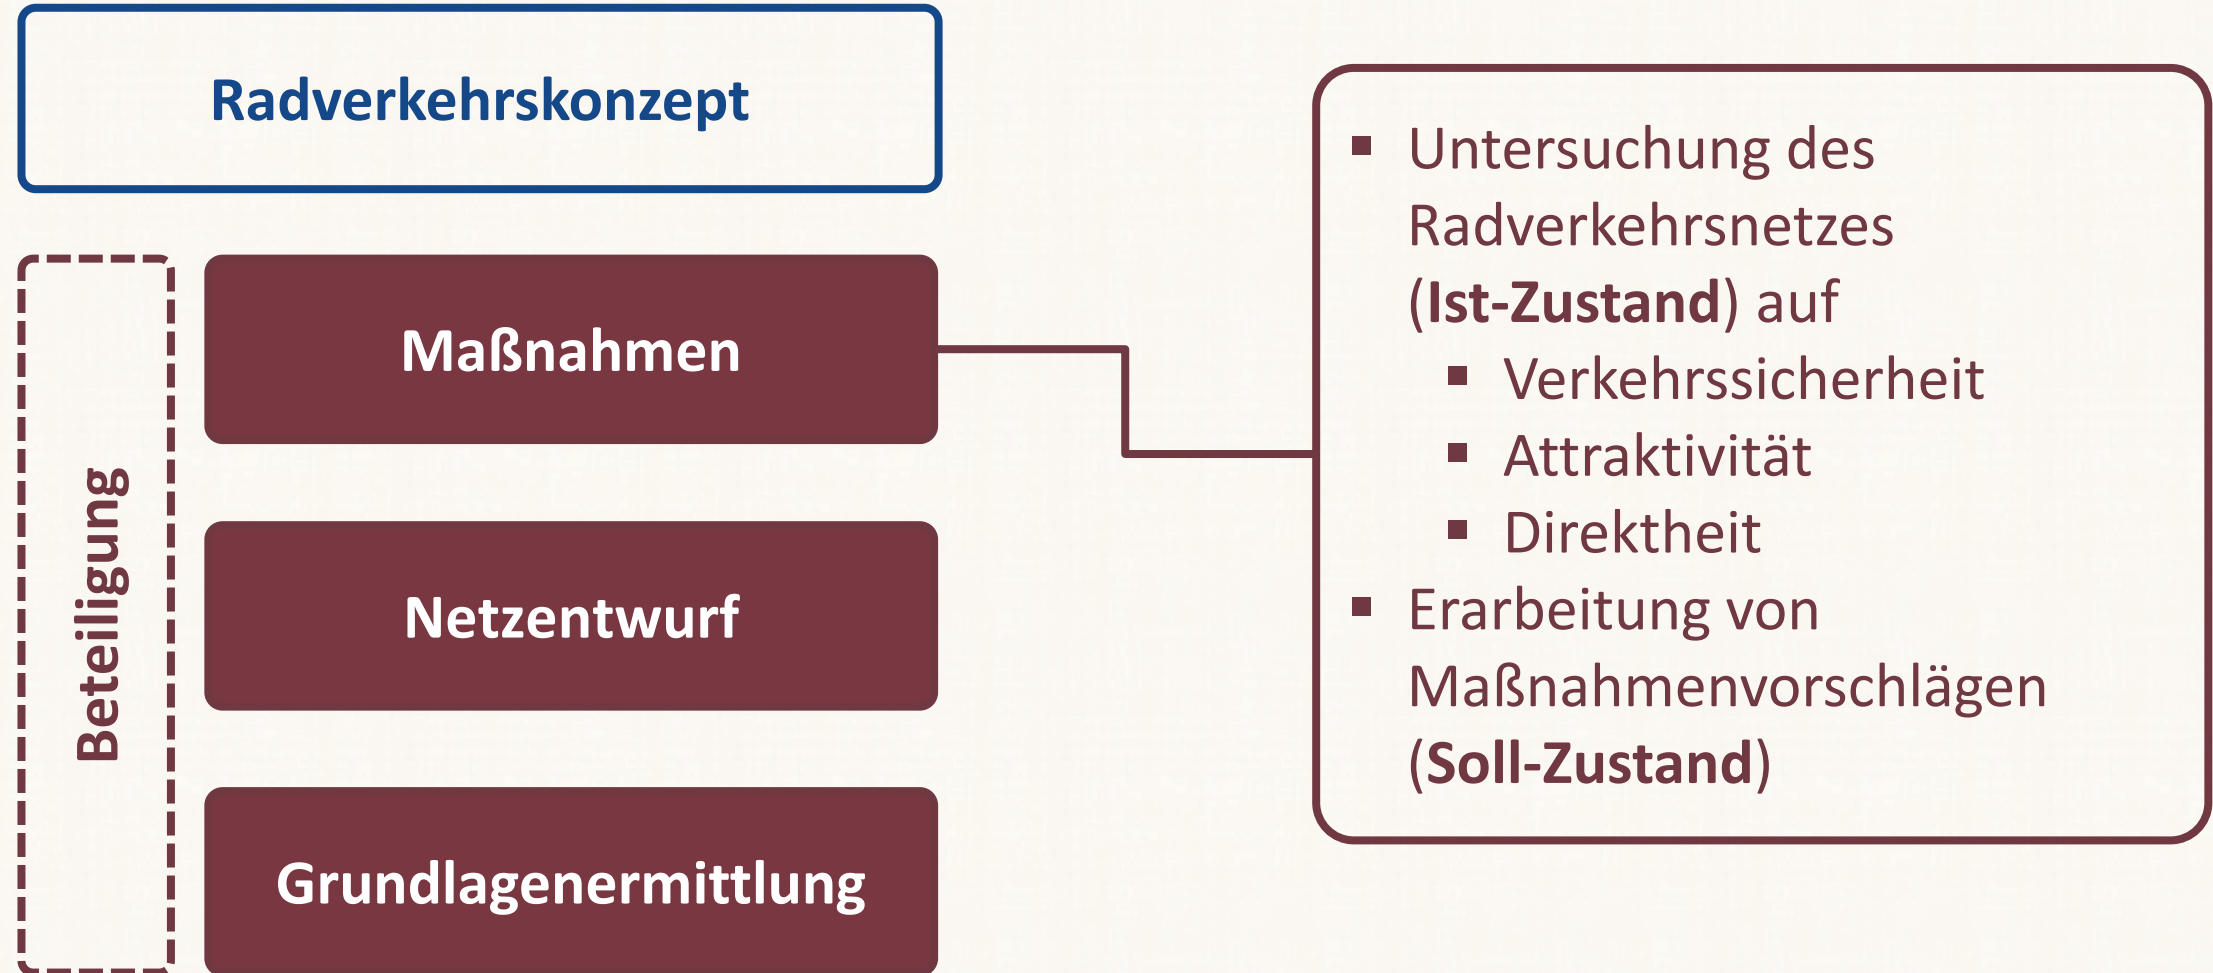 Radverkehrskonzept
Beteiligung
Maßnahmen
Netzentwurf
Grundlagenermittlung
▪ Untersuchung des
Radverkehrsnetzes
(Ist-Zustand) auf
▪ Verkehrssicherheit
▪ Attraktivität
▪ Direktheit
▪ Erarbeitung von
Maßnahmenvorschlägen
(Soll-Zustand)